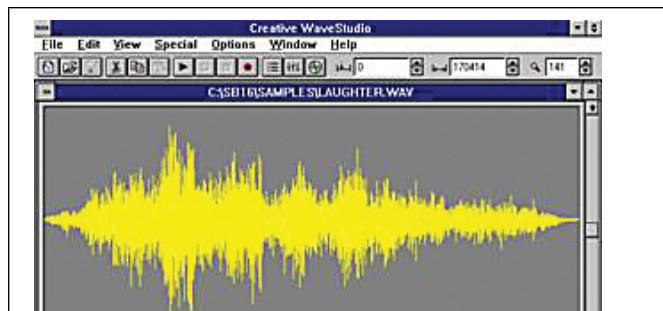 Creative WaveStudio
File Edit View Special Options Window Help
0 170414 141
C:\SB16\SAMPLES\LAUGHTER.WAV